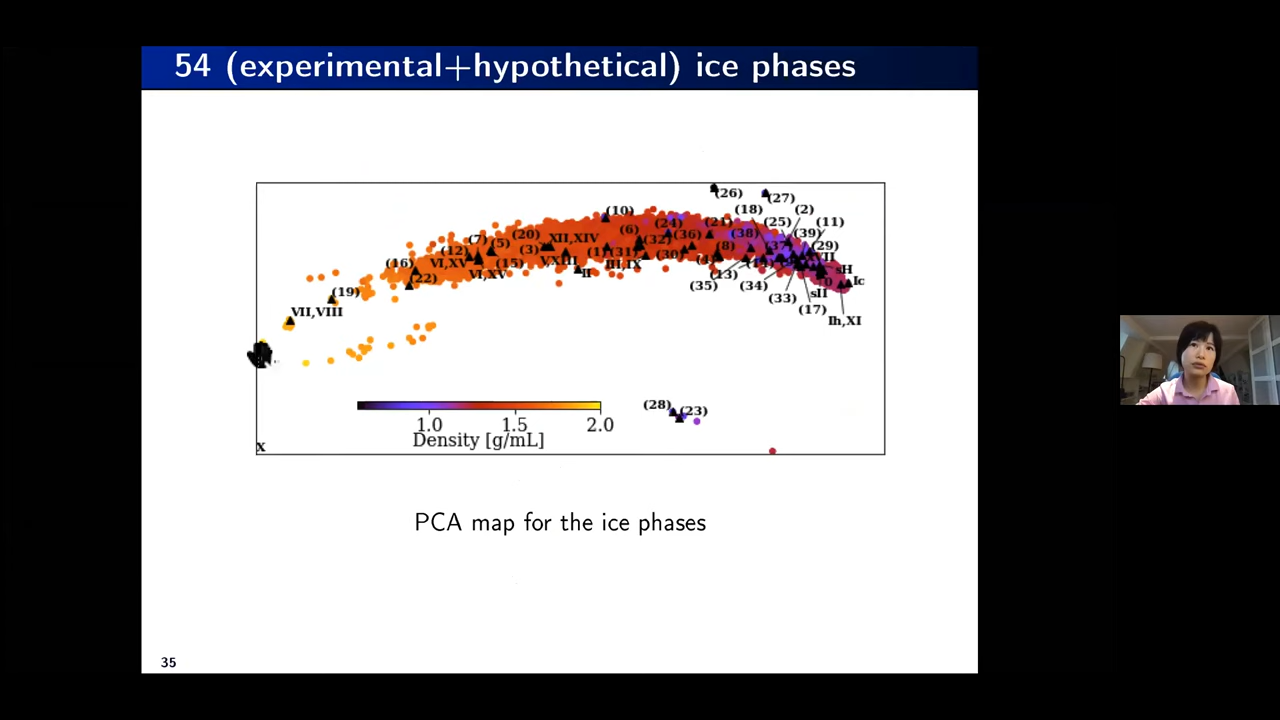 54 (experimental+hypothetical) ice phases
(26)
(27)
(10)
(18)
(2)
(24)
(21)
(25)
(11)
(6)
(7)
(5)
(20)
XII,XIV
(32)
(36)
(38)
(39)
(12)
(3)
(1)
(31)
(30)
(8)
(37)
(29)
(16)
VI,XV
(15)
III,IX
sH
(22)
VI,XV
II
(13)
Ic
(19)
(35)
(34)
(33)
sII
VII,VIII
(17)
Ih,XI
(28)
(23)
1.0 1.5 2.0
Density [g/mL]
X
PCA map for the ice phases
35